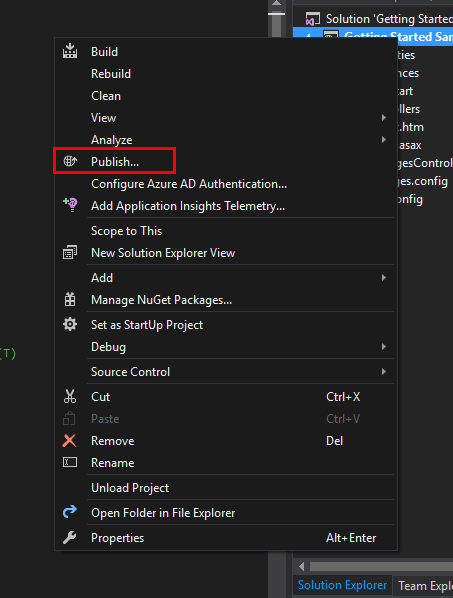 Solution 'Getting Started
Getting Started Sam
Build
Rebuild
Clean
View
Analyze
Publish...
Configure Azure AD Authentication...
Add Application Insights Telemetry...
Scope to This
New Solution Explorer View
Add
Manage NuGet Packages...
Set as StartUp Project
Debug
Source Control
Cut Ctrl+X
Paste Ctrl+V
Remove Del
Rename
Unload Project
Open Folder in File Explorer
Properties Alt+Enter
ties
nces
art
llers
t.htm
asax
gesControl
ges.config
onfig
(T)
Solution Explorer Team Explo